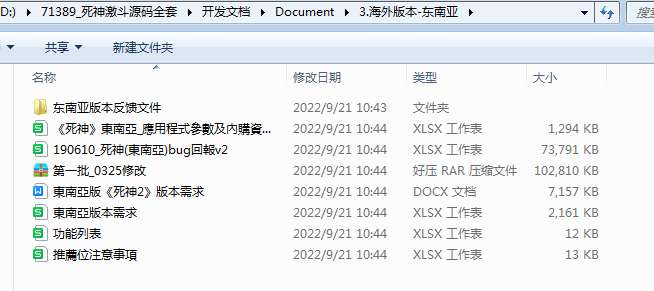 D:) ▸ 71389_死神激斗源码全套 ▸ 开发文档 ▸ Document ▸ 3.海外版本-东南亚 ▸
共享 新建文件夹
名称 修改日期 类型 大小
东南亚版本反馈文件 2022/9/21 10:43 文件夹
《死神》東南亞_應用程式參數及内購資... 2022/9/21 10:44 XLSX 工作表 1,294 KB
190610_死神(東南亞)bug回報v2 2022/9/21 10:44 XLSX 工作表 73,791 KB
第一批_0325修改 2022/9/21 10:44 好压 RAR 压缩文件 102,810 KB
東南亞版《死神2》版本需求 2022/9/21 10:44 DOCX 文档 7,157 KB
東南亞版本需求 2022/9/21 10:44 XLSX 工作表 2,161 KB
功能列表 2022/9/21 10:44 XLSX 工作表 12 KB
推薦位注意事項 2022/9/21 10:44 XLSX 工作表 13 KB